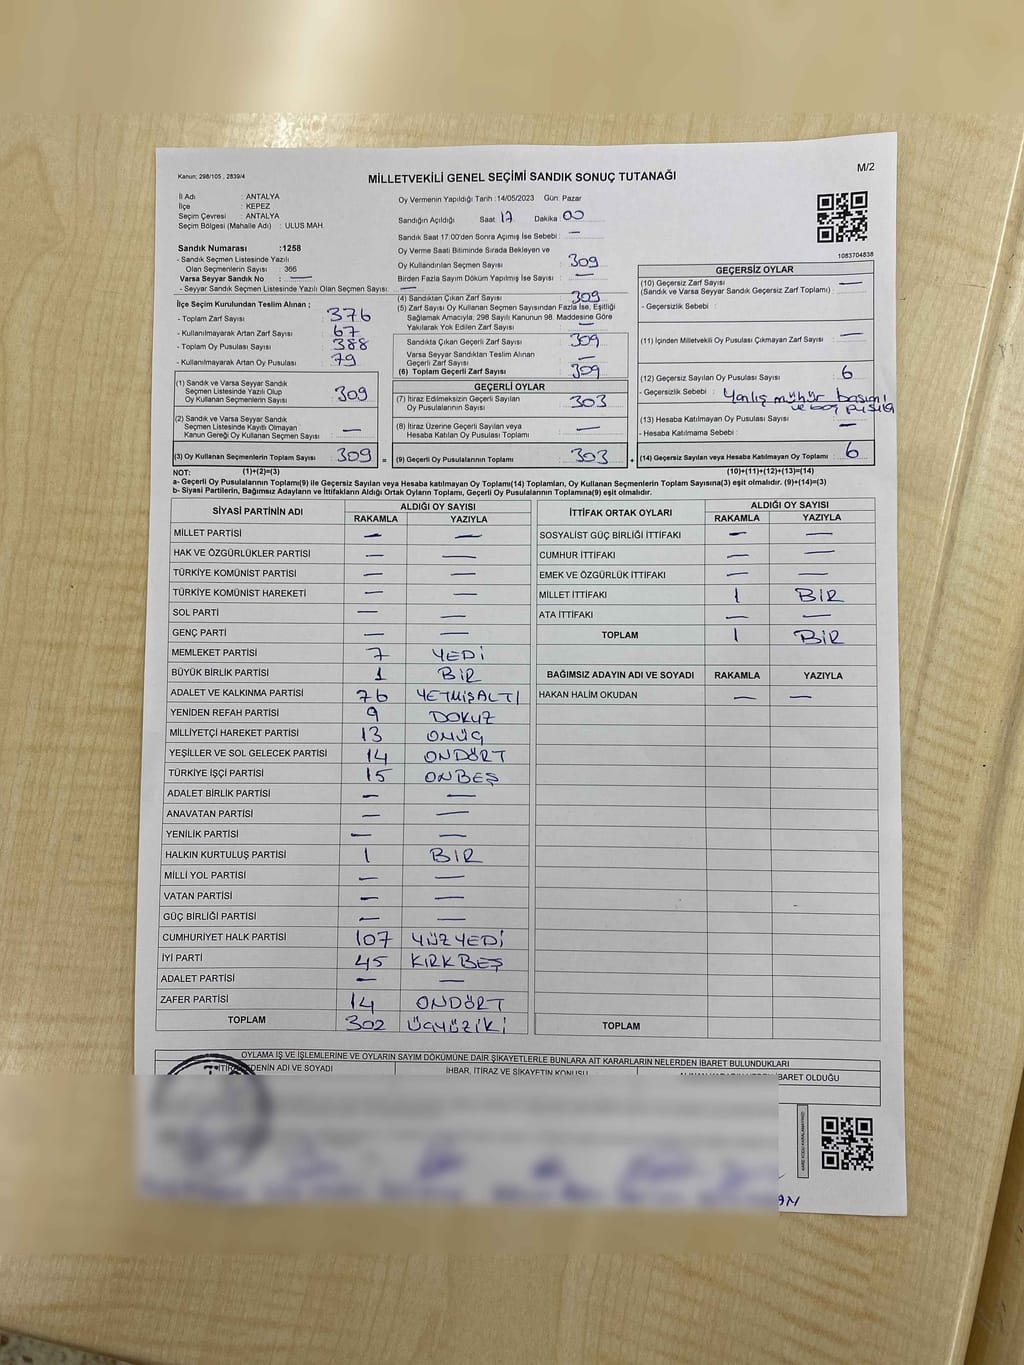 Kanun; 298/105 , 2839/4
MİLLETVEKİLİ GENEL SEÇİMİ SANDIK SONUÇ TUTANAĞI
M/2
İl Adı : ANTALYA
İlçe : KEPEZ
Seçim Çevresi : ANTALYA
Seçim Bölgesi (Mahalle Adı) : ULUS MAH.
Sandık Numarası :1258
- Sandık Seçmen Listesinde Yazılı
Olan Seçmenlerin Sayısı : 366
Varsa Seyyar Sandık No : —
- Seyyar Sandık Seçmen Listesinde Yazılı Olan Seçmen Sayısı: —
Oy Vermenin Yapıldığı Tarih :14/05/2023 Gün: Pazar
Sandığın Açıldığı Saat 17 Dakika 00
Sandık Saat 17:00'den Sonra Açılmış İse Sebebi : —
Oy Verme Saati Bitiminde Sırada Bekleyen ve
Oy Kullandırılan Seçmen Sayısı : 309
Birden Fazla Sayım Döküm Yapılmış İse Sayısı : —
1083704838
İlçe Seçim Kurulundan Teslim Alınan ;
- Toplam Zarf Sayısı : 376
- Kullanılmayarak Artan Zarf Sayısı : 67
- Toplam Oy Pusulası Sayısı : 388
- Kullanılmayarak Artan Oy Pusulası : 79
(4) Sandıktan Çıkan Zarf Sayısı : 309
(5) Zarf Sayısı Oy Kullanan Seçmen Sayısından Fazla İse, Eşitliği
Sağlamak Amacıyla, 298 Sayılı Kanunun 98. Maddesine Göre
Yakılarak Yok Edilen Zarf Sayısı : —
Sandıkta Çıkan Geçerli Zarf Sayısı : 309
Varsa Seyyar Sandıktan Teslim Alınan
Geçerli Zarf Sayısı : —
(6) Toplam Geçerli Zarf Sayısı : 309
GEÇERSİZ OYLAR
(10) Geçersiz Zarf Sayısı : —
(Sandık ve Varsa Seyyar Sandık Geçersiz Zarf Toplamı) :
- Geçersizlik Sebebi :
(11) İçinden Milletvekili Oy Pusulası Çıkmayan Zarf Sayısı : —
(12) Geçersiz Sayılan Oy Pusulası Sayısı : 6
- Geçersizlik Sebebi : Yanlış mühür basımı
ve boş pusula
(13) Hesaba Katılmayan Oy Pusulası Sayısı : —
- Hesaba Katılmama Sebebi :
(14) Geçersiz Sayılan veya Hesaba Katılmayan Oy Toplamı : 6
(1) Sandık ve Varsa Seyyar Sandık
Seçmen Listesinde Yazılı Olup
Oy Kullanan Seçmenlerin Sayısı : 309
(2) Sandık ve Varsa Seyyar Sandık
Seçmen Listesinde Kayıtlı Olmayan
Kanun Gereği Oy Kullanan Seçmen Sayısı : —
(3) Oy Kullanan Seçmenlerin Toplam Sayısı : 309 =
GEÇERLİ OYLAR
(7) İtiraz Edilmeksizin Geçerli Sayılan
Oy Pusulalarının Sayısı : 303
(8) İtiraz Üzerine Geçerli Sayılan veya
Hesaba Katılan Oy Pusulası Toplamı : —
(9) Geçerli Oy Pusulalarının Toplamı : 303 +
NOT: (1)+(2)=(3) (10)+(11)+(12)+(13)=(14)
a- Geçerli Oy Pusulalarının Toplamı(9) ile Geçersiz Sayılan veya Hesaba katılmayan Oy Toplamı(14) Toplamları, Oy Kullanan Seçmenlerin Toplam Sayısına(3) eşit olmalıdır. (9)+(14)=(3)
b- Siyasi Partilerin, Bağımsız Adayların ve İttifakların Aldığı Ortak Oyların Toplamı, Geçerli Oy Pusulalarının Toplamına(9) eşit olmalıdır.
SİYASİ PARTİNİN ADI ALDIĞI OY SAYISI
RAKAMLA YAZIYLA
MİLLET PARTİSİ — —
HAK VE ÖZGÜRLÜKLER PARTİSİ — —
TÜRKİYE KOMÜNİST PARTİSİ — —
TÜRKİYE KOMÜNİST HAREKETİ — —
SOL PARTİ — —
GENÇ PARTİ — —
MEMLEKET PARTİSİ 7 YEDİ
BÜYÜK BİRLİK PARTİSİ 1 BİR
ADALET VE KALKINMA PARTİSİ 76 YETMİŞALTI
YENİDEN REFAH PARTİSİ 9 DOKUZ
MİLLİYETÇİ HAREKET PARTİSİ 13 ONÜÇ
YEŞİLLER VE SOL GELECEK PARTİSİ 14 ONDÖRT
TÜRKİYE İŞÇİ PARTİSİ 15 ONBEŞ
ADALET BİRLİK PARTİSİ — —
ANAVATAN PARTİSİ — —
YENİLİK PARTİSİ — —
HALKIN KURTULUŞ PARTİSİ 1 BİR
MİLLİ YOL PARTİSİ — —
VATAN PARTİSİ — —
GÜÇ BİRLİĞİ PARTİSİ — —
CUMHURİYET HALK PARTİSİ 107 YÜZYEDİ
İYİ PARTİ 45 KIRKBEŞ
ADALET PARTİSİ — —
ZAFER PARTİSİ 14 ONDÖRT
TOPLAM 302 ÜÇYÜZİKİ
İTTİFAK ORTAK OYLARI ALDIĞI OY SAYISI
RAKAMLA YAZIYLA
SOSYALİST GÜÇ BİRLİĞİ İTTİFAKI — —
CUMHUR İTTİFAKI — —
EMEK VE ÖZGÜRLÜK İTTİFAKI — —
MİLLET İTTİFAKI 1 BİR
ATA İTTİFAKI — —
TOPLAM 1 BİR
BAĞIMSIZ ADAYIN ADI VE SOYADI RAKAMLA YAZIYLA
HAKAN HALİM OKUDAN — —
TOPLAM
OYLAMA İŞ VE İŞLEMLERİNE VE OYLARIN SAYIM DÖKÜMÜNE DAİR ŞİKAYETLERLE BUNLARA AİT KARARLARIN NELERDEN İBARET BULUNDUKLARI
İTİRAZ EDENİN ADI VE SOYADI İHBAR, İTİRAZ VE ŞİKAYETİN KONUSU İBARET OLDUĞU